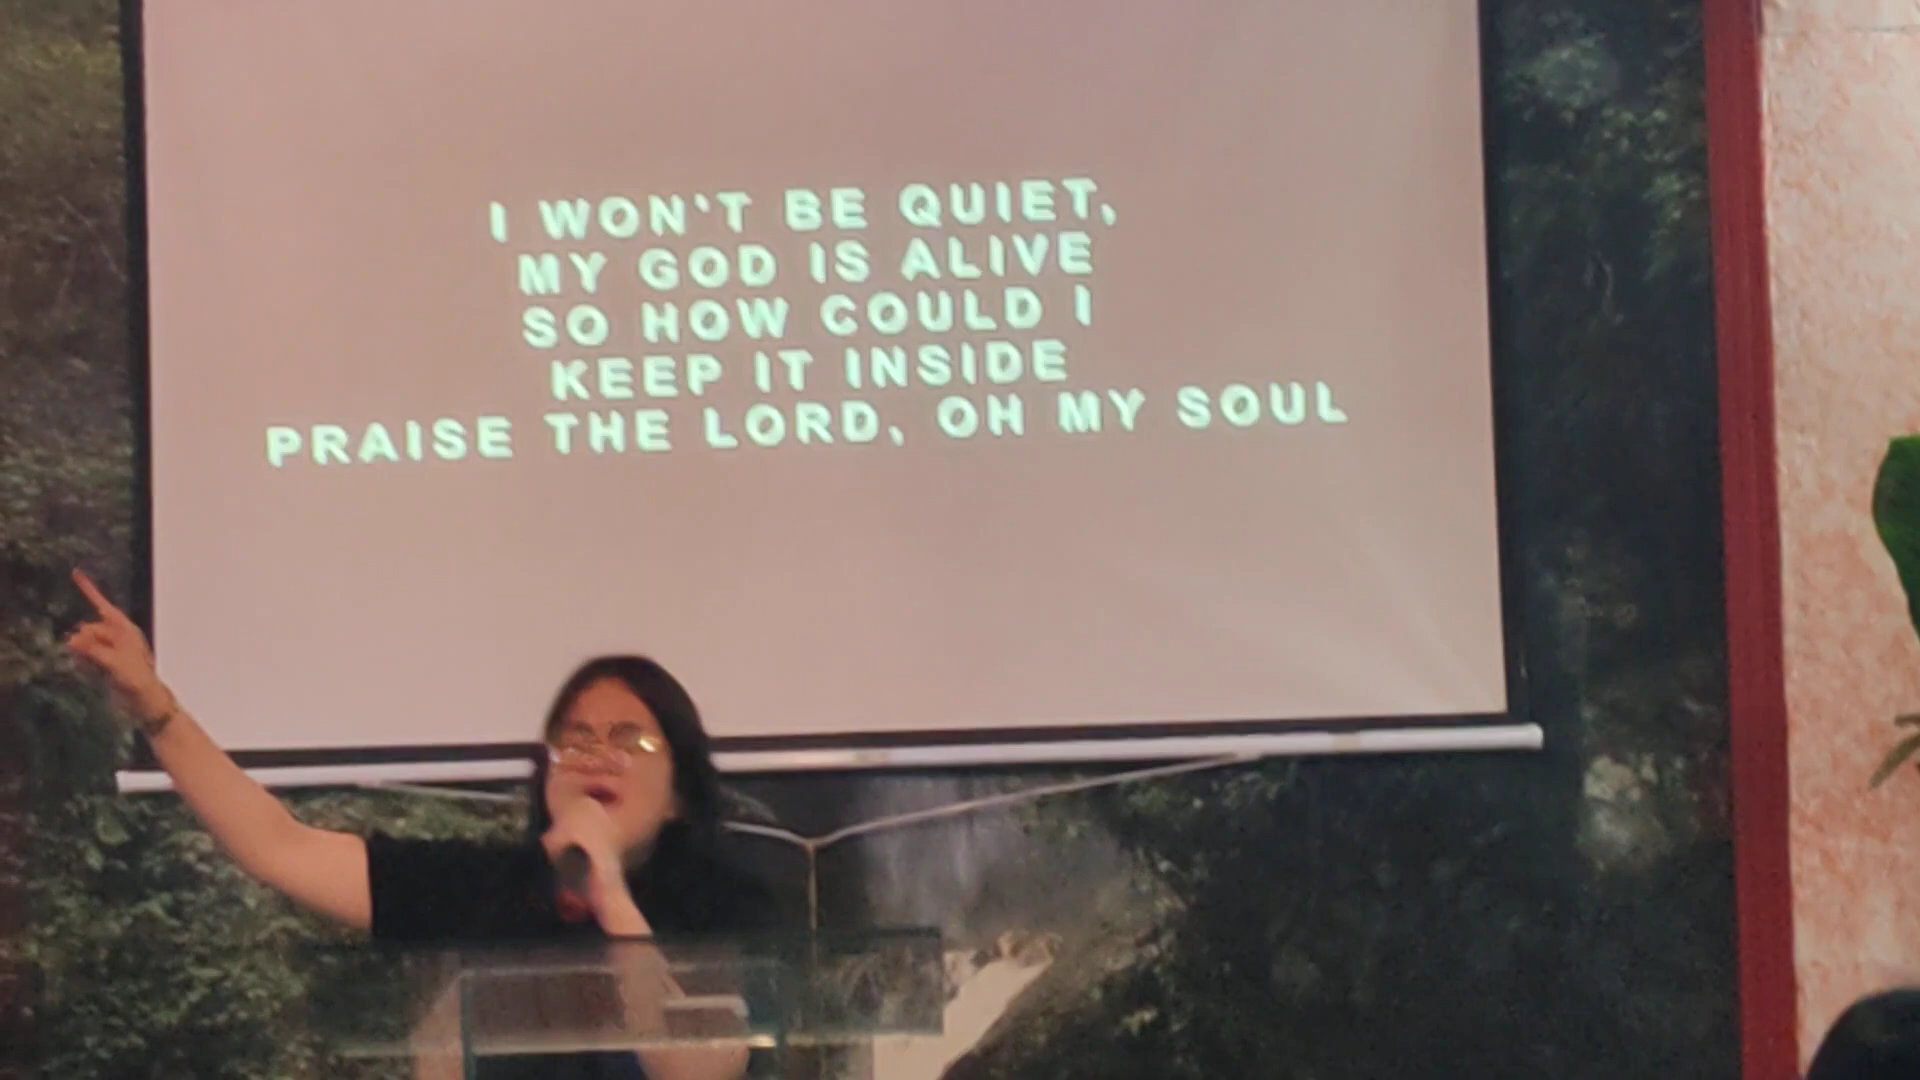 I WON'T BE QUIET,
MY GOD IS ALIVE
SO HOW COULD I
KEEP IT INSIDE
PRAISE THE LORD, OH MY SOUL